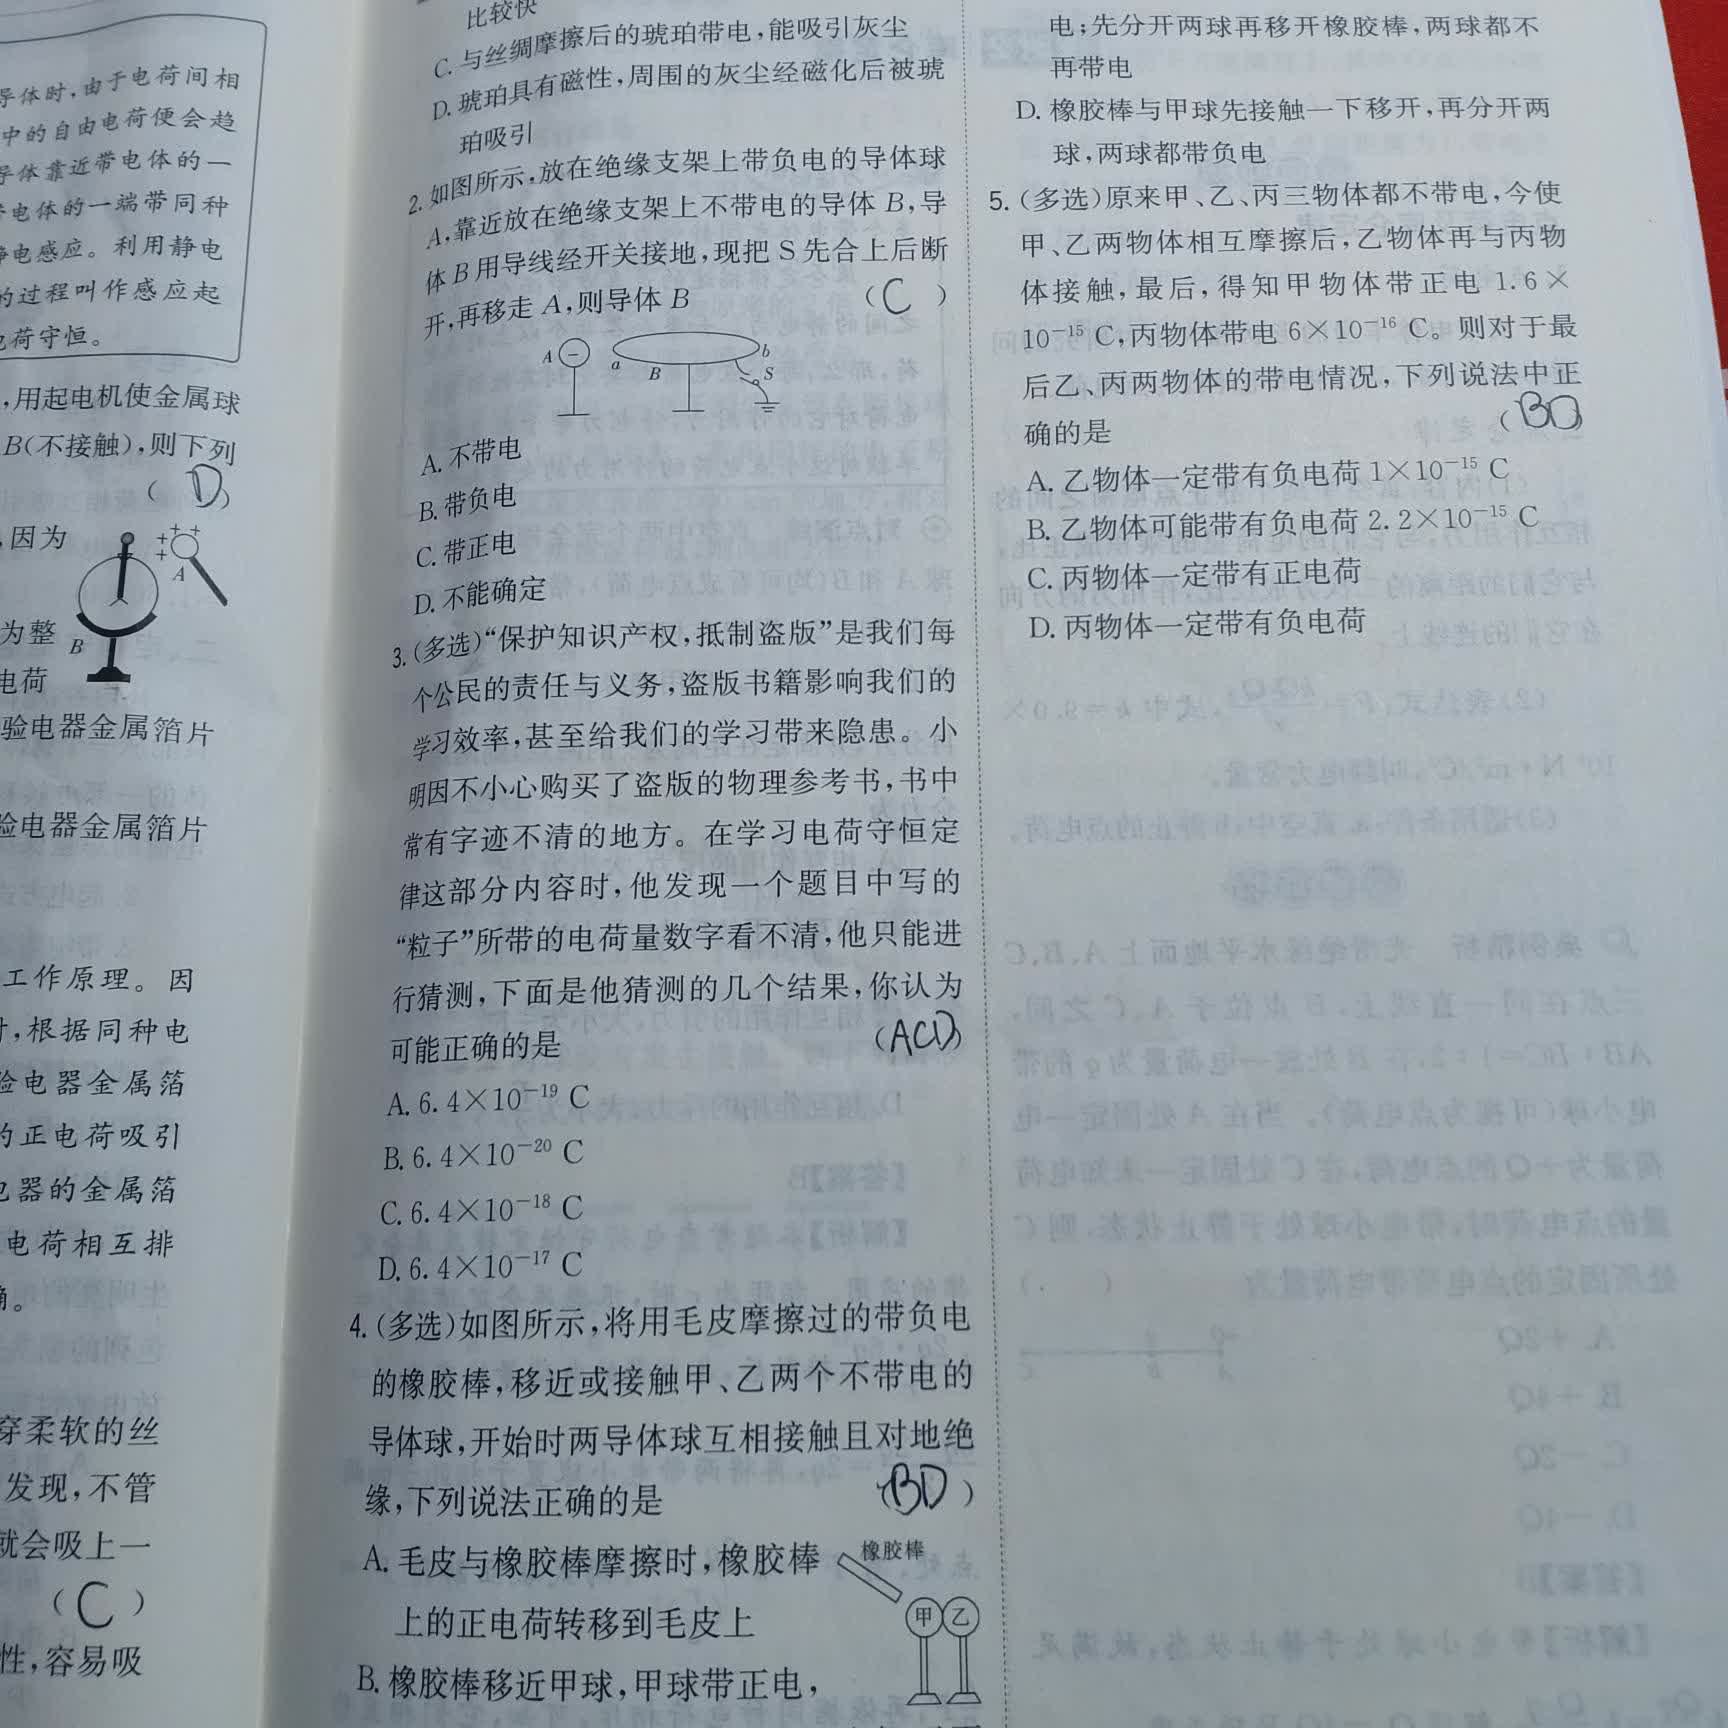 导体时,由于电荷间相
中的自由电荷便会趋
导体靠近带电体的一
带电体的一端带同种
静电感应。利用静电
的过程叫作感应起
电荷守恒。
,用起电机使金属球
B(不接触),则下列
(D)
,因为
A
为整
B
电荷
验电器金属箔片
验电器金属箔片
工作原理。因
时,根据同种电
验电器金属箔
的正电荷吸引
电器的金属箔
电荷相互排
确。
穿柔软的丝
发现,不管
就会吸上一
(C)
性,容易吸
比较快
C.与丝绸摩擦后的琥珀带电,能吸引灰尘
D.琥珀具有磁性,周围的灰尘经磁化后被琥
珀吸引
2.如图所示,放在绝缘支架上带负电的导体球
A,靠近放在绝缘支架上不带电的导体B,导
体B用导线经开关接地,现把S先合上后断
开,再移走A,则导体B (C)
A a B b S
A.不带电
B.带负电
C.带正电
D.不能确定
3.(多选)“保护知识产权,抵制盗版”是我们每
个公民的责任与义务,盗版书籍影响我们的
学习效率,甚至给我们的学习带来隐患。小
明因不小心购买了盗版的物理参考书,书中
常有字迹不清的地方。在学习电荷守恒定
律这部分内容时,他发现一个题目中写的
“粒子”所带的电荷量数字看不清,他只能进
行猜测,下面是他猜测的几个结果,你认为
可能正确的是 (ACD)
A.6.4×10⁻¹⁹ C
B.6.4×10⁻²⁰ C
C.6.4×10⁻¹⁸ C
D.6.4×10⁻¹⁷ C
4.(多选)如图所示,将用毛皮摩擦过的带负电
的橡胶棒,移近或接触甲、乙两个不带电的
导体球,开始时两导体球互相接触且对地绝
缘,下列说法正确的是 (BD)
A.毛皮与橡胶棒摩擦时,橡胶棒
上的正电荷转移到毛皮上
B.橡胶棒移近甲球,甲球带正电,
橡胶棒
甲 乙
电;先分开两球再移开橡胶棒,两球都不
再带电
D.橡胶棒与甲球先接触一下移开,再分开两
球,两球都带负电
5.(多选)原来甲、乙、丙三物体都不带电,今使
甲、乙两物体相互摩擦后,乙物体再与丙物
体接触,最后,得知甲物体带正电1.6×
10⁻¹⁵ C,丙物体带电6×10⁻¹⁶ C。则对于最
后乙、丙两物体的带电情况,下列说法中正
确的是 (BD)
A.乙物体一定带有负电荷1×10⁻¹⁵ C
B.乙物体可能带有负电荷2.2×10⁻¹⁵ C
C.丙物体一定带有正电荷
D.丙物体一定带有负电荷